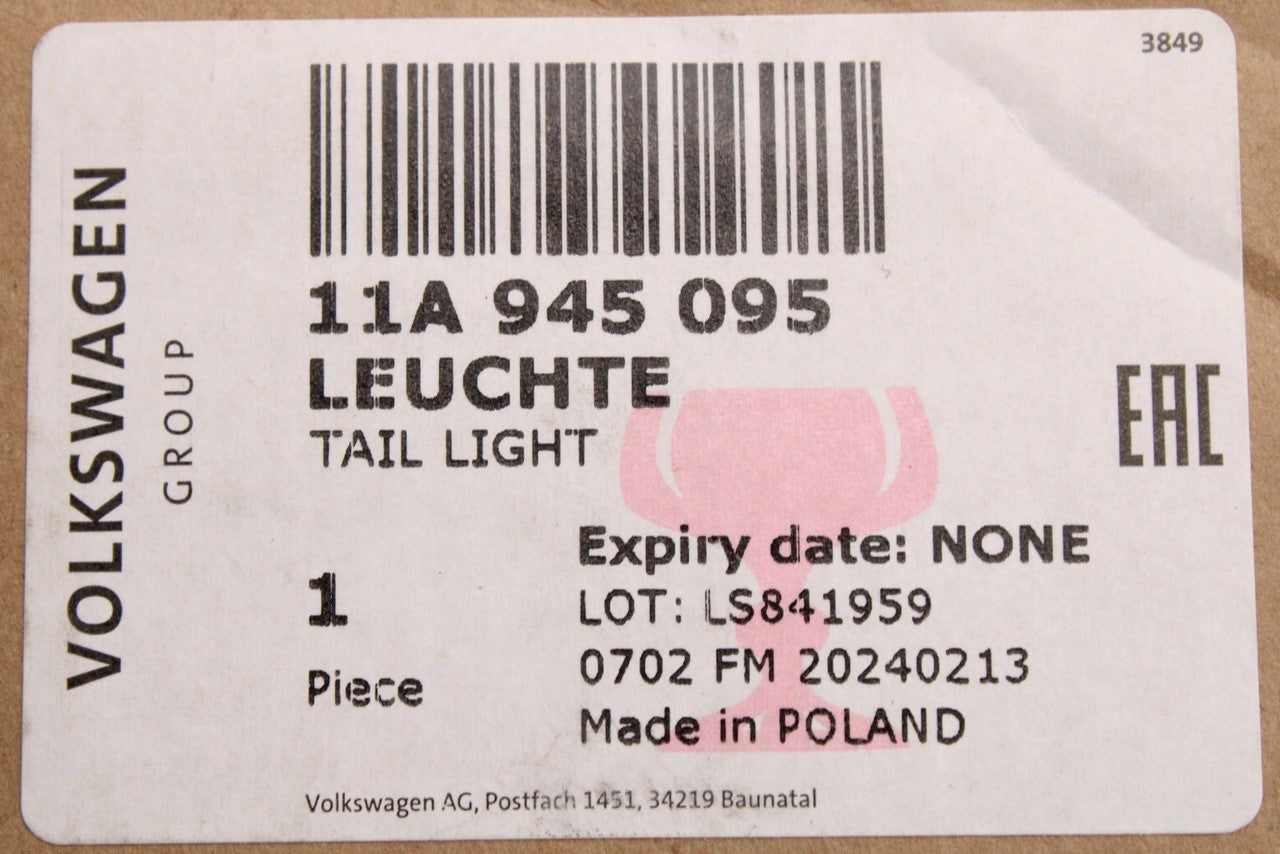 3849
VOLKSWAGEN
GROUP
11A 945 095
LEUCHTE
TAIL LIGHT
EAC
Expiry date: NONE
1
LOT: LS841959
0702 FM 20240213
Piece
Made in POLAND
Volkswagen AG, Postfach 1451, 34219 Baunatal